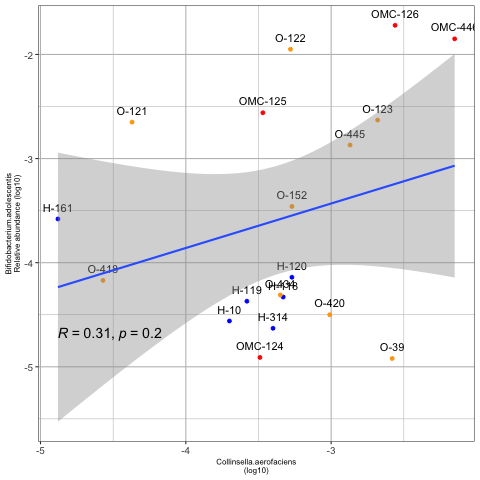 OMC-126
OMC-446
O-122
-2
O-121
OMC-125
O-123
O-445
-3
O-152
H-161
O-418
-4
H-120
O-434
H-118
H-119
O-420
H-10
H-314
R = 0.31, p = 0.2
OMC-124
O-39
-5
-5
-4
-3
Bifidobacterium.adolescentis
Relative abundance (log10)
Collinsella.aerofaciens
(log10)